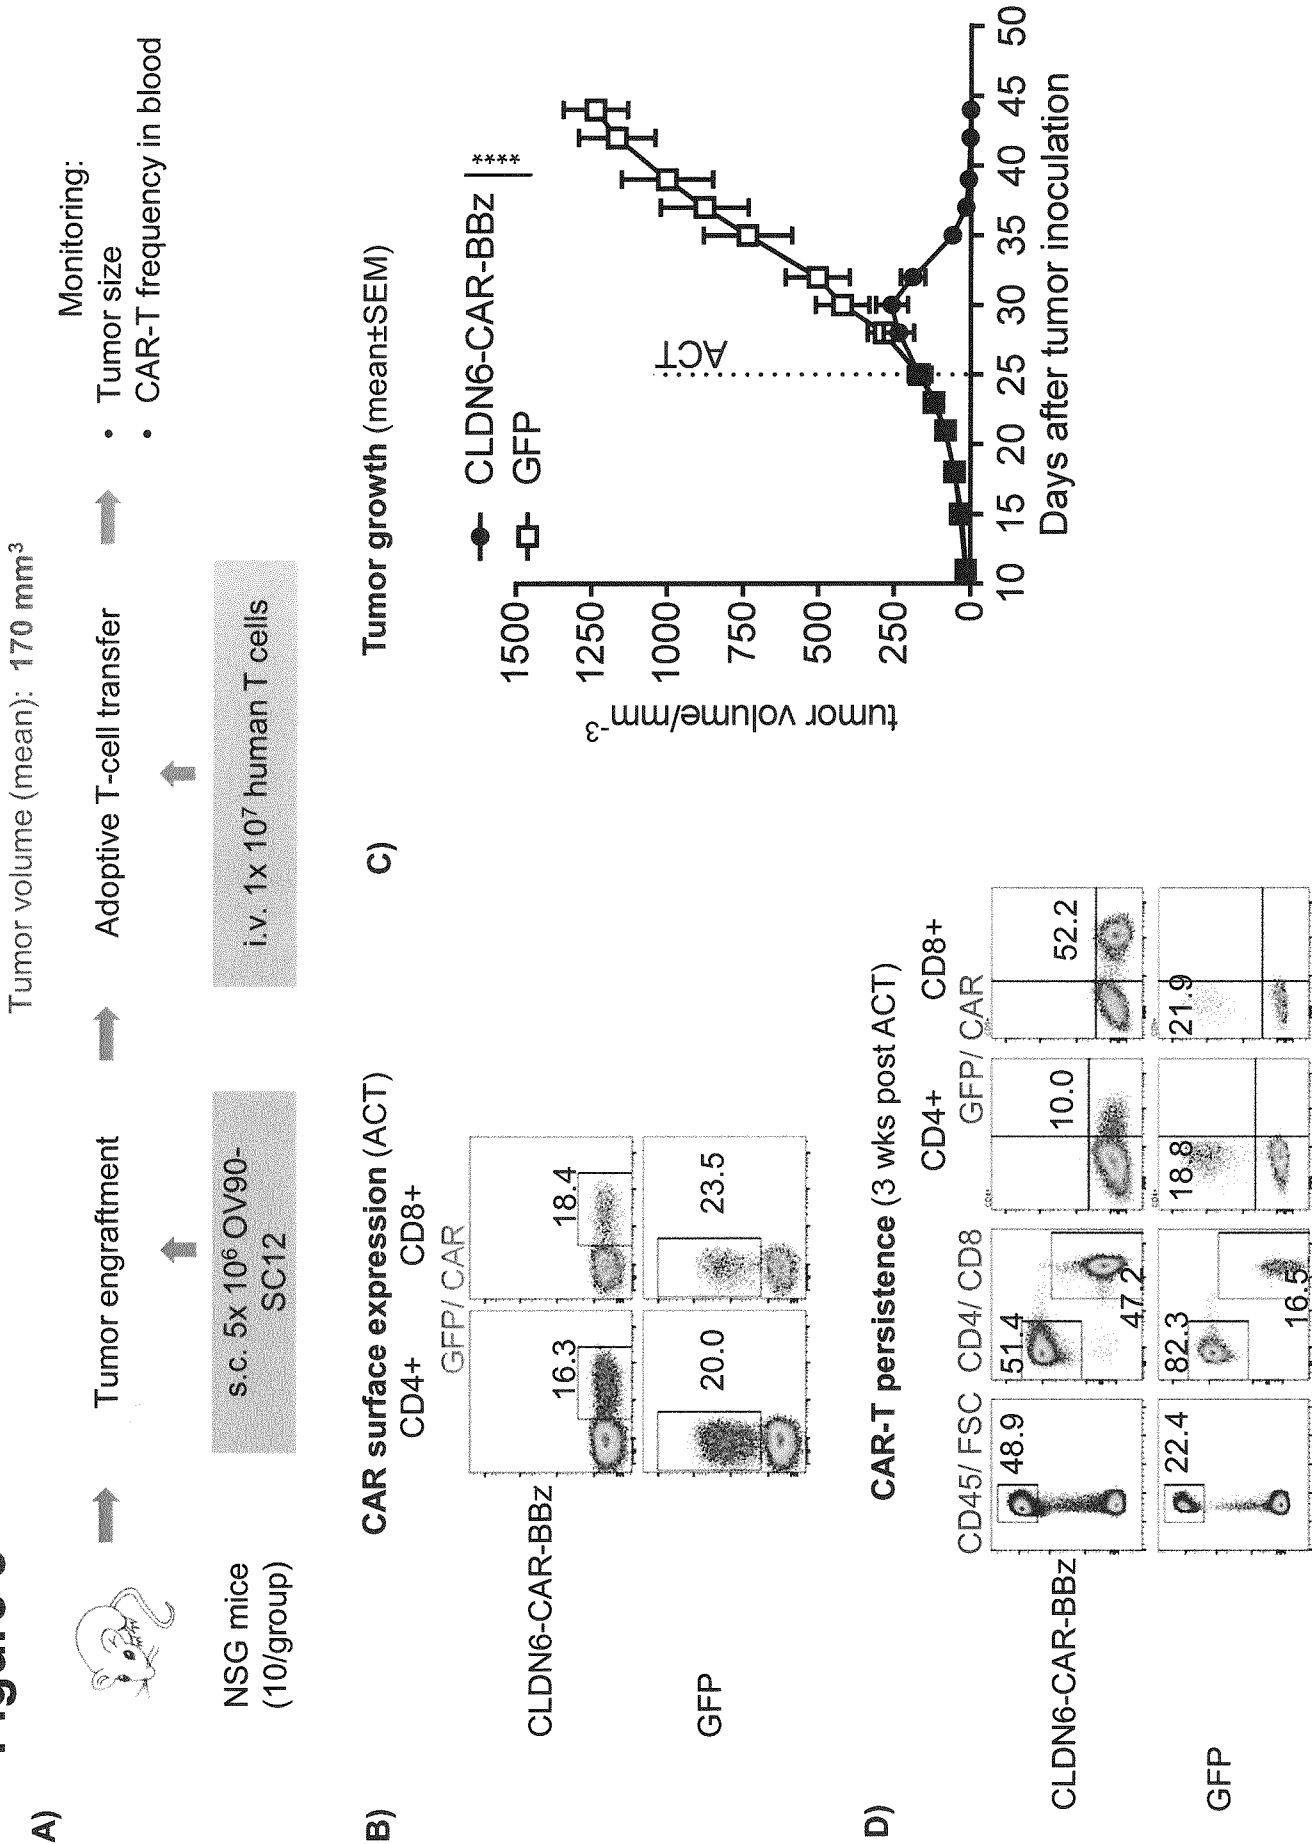 A)
Tumor volume (mean): 170 mm³
NSG mice
(10/group)
Tumor engraftment
s.c. 5x 10⁶ OV90-
SC12
Adoptive T-cell transfer
i.v. 1x 10⁷ human T cells
Monitoring:
• Tumor size
• CAR-T frequency in blood
B)
CAR surface expression (ACT)
CD4+ CD8+
GFP/ CAR
CLDN6-CAR-BBz
16.3
18.4
GFP
20.0
23.5
C)
Tumor growth (mean±SEM)
CLDN6-CAR-BBz
GFP
****
ACT
tumor volume/mm⁻³
1500
1250
1000
750
500
250
0
10 15 20 25 30 35 40 45 50
Days after tumor inoculation
D)
CAR-T persistence (3 wks post ACT)
CD4+ CD8+
CD45/ FSC CD4/ CD8 GFP/ CAR
CLDN6-CAR-BBz
48.9
51.4
47.2
10.0
52.2
GFP
22.4
82.3
16.5
18.8
21.9